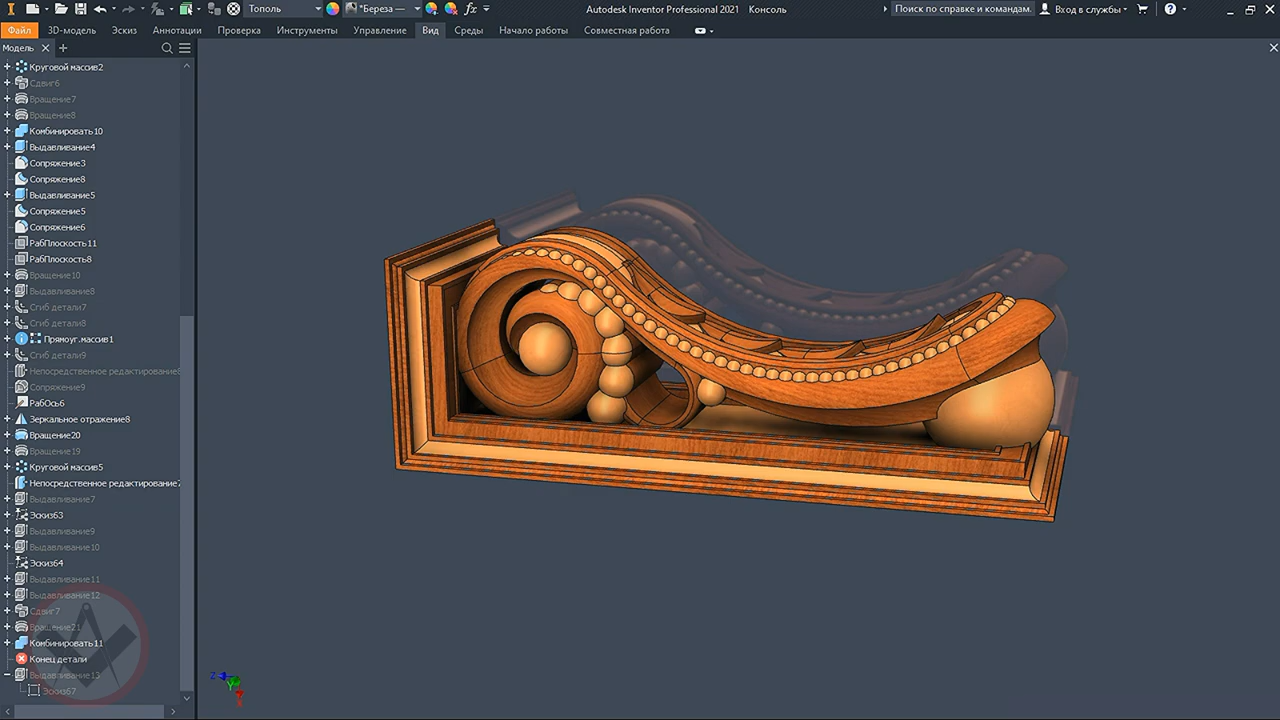 Тополь
*Береза —
fx
Autodesk Inventor Professional 2021 Консоль
Поиск по справке и командам.
Вход в службы
Файл 3D-модель Эскиз Аннотации Проверка Инструменты Управление Вид Среды Начало работы Совместная работа
Модель
Круговой массив2
Сдвиг6
Вращение7
Вращение8
Комбинировать10
Выдавливание4
Сопряжение3
Сопряжение8
Выдавливание5
Сопряжение5
Сопряжение6
РабПлоскость11
РабПлоскость8
Вращение10
Выдавливание8
Сгиб детали7
Сгиб детали8
Прямоуг.массив1
Сгиб детали9
Непосредственное редактирование8
Сопряжение9
РабОсь6
Зеркальное отражение8
Вращение20
Вращение19
Круговой массив5
Непосредственное редактирование7
Выдавливание7
Эскиз63
Выдавливание9
Выдавливание10
Эскиз64
Выдавливание11
Выдавливание12
Сдвиг7
Вращение21
Комбинировать11
Конец детали
Выдавливание13
Эскиз67
Z
Y
X